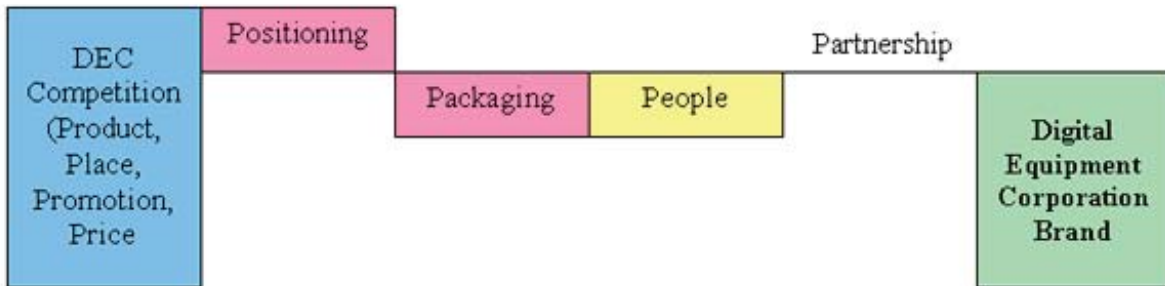 DEC
Competition
(Product,
Place,
Promotion,
Price
Positioning
Packaging
People
Partnership
Digital
Equipment
Corporation
Brand